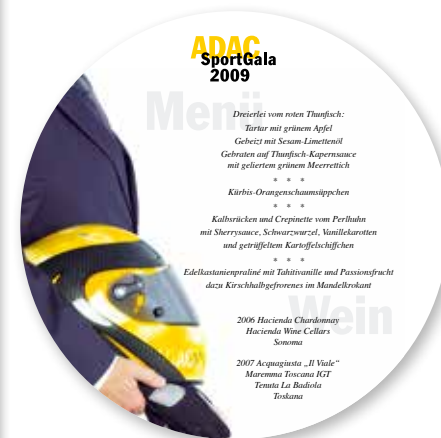 ADAC
SportGala
2009
Menü
Dreierlei vom roten Thunfisch:
Tartar mit grünem Apfel
Gebeizt mit Sesam-Limettenöl
Gebraten auf Thunfisch-Kapernsauce
mit geliertem grünem Meerrettich
* * *
Kürbis-Orangenschaumsüppchen
* * *
Kalbsrücken und Crepinette vom Perlhuhn
mit Sherrysauce, Schwarzwurzel, Vanillekarotten
und getrüffeltem Kartoffelschiffchen
* * *
Edelkastanienpraliné mit Tahitivanille und Passionsfrucht
dazu Kirschhalbgefrorenes im Mandelkrokant
Wein
2006 Hacienda Chardonnay
Hacienda Wine Cellars
Sonoma
2007 Acquagiusta „Il Viale“
Maremma Toscana IGT
Tenuta La Badiola
Toskana